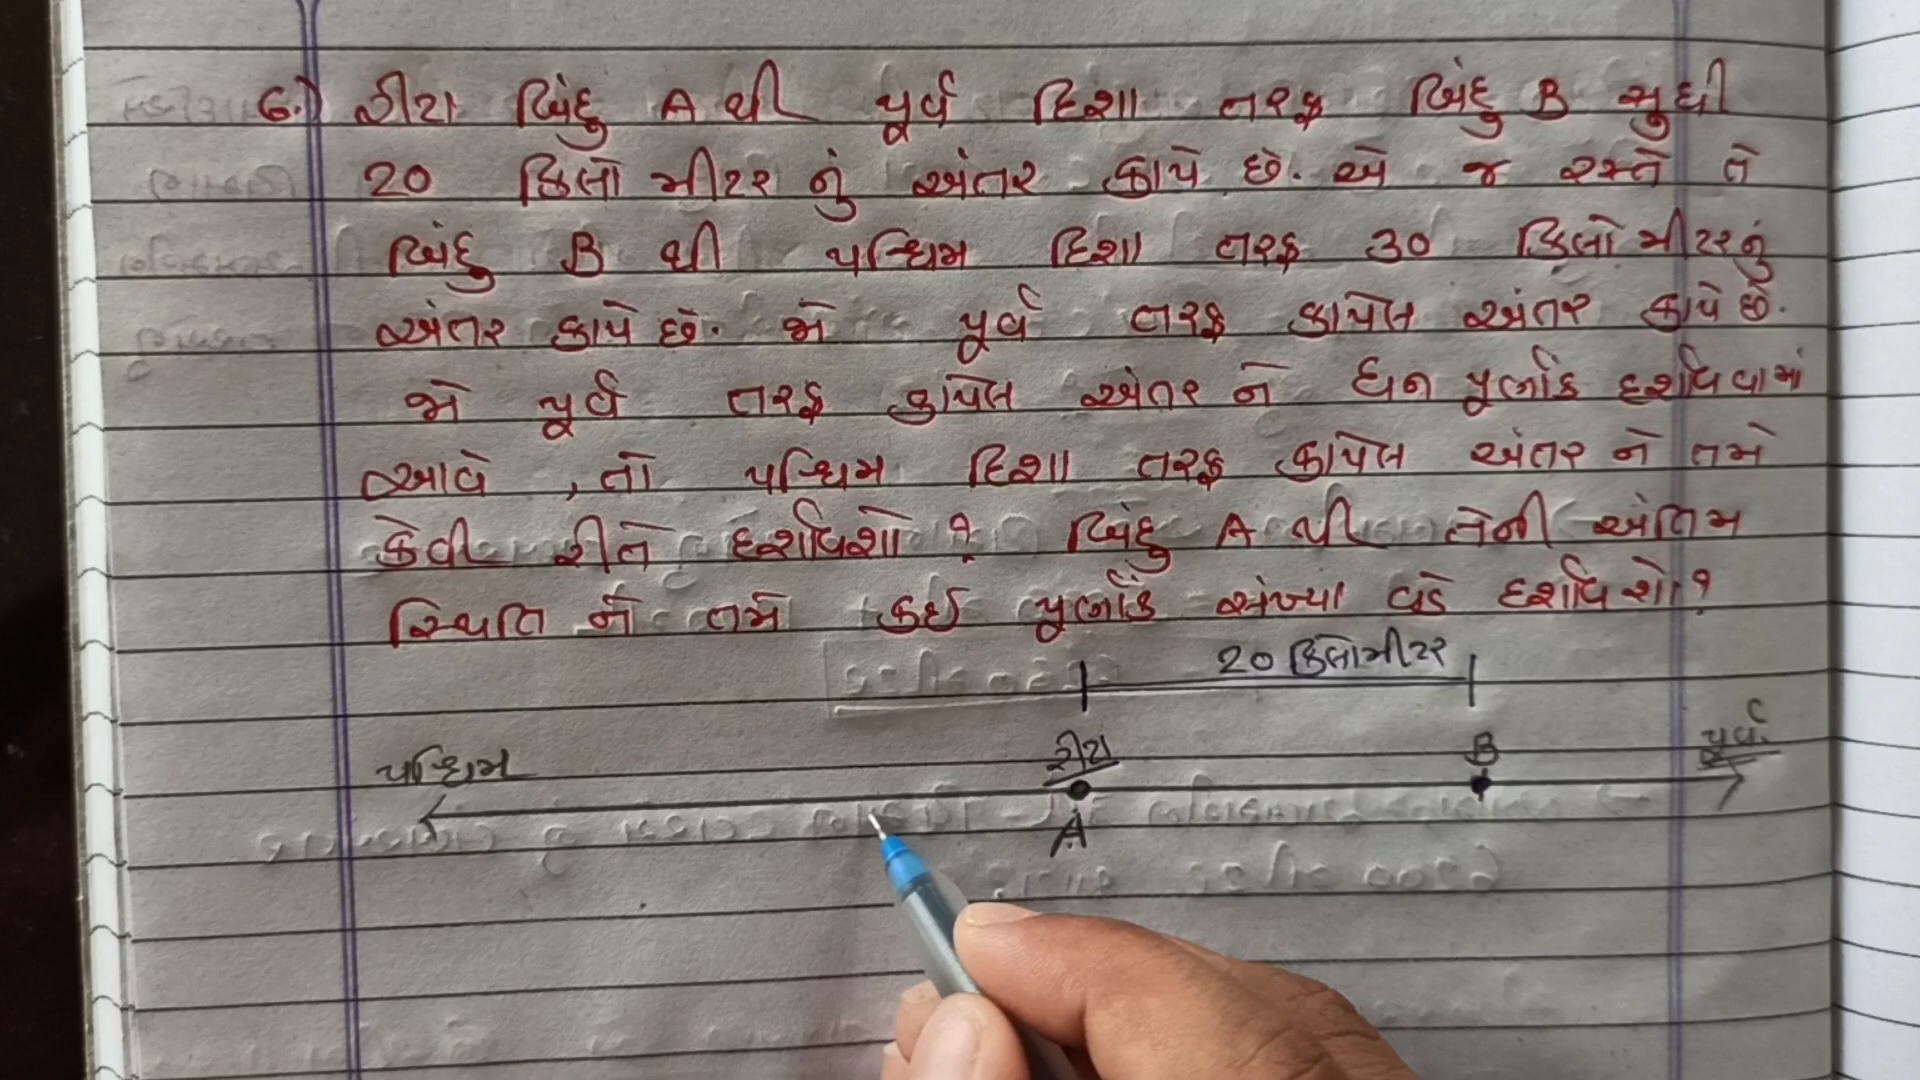 6.) રીટા બિંદુ A થી પૂર્વ દિશા તરફ બિંદુ B સુધી
20 કિલોમીટર નું અંતર કાપે છે. એ જ રસ્તે તે
બિંદુ B થી પશ્ચિમ દિશા તરફ 30 કિલોમીટરનું
અંતર કાપે છે. જો પૂર્વ તરફ કાપેલ અંતર કાપે છે.
જો પૂર્વ તરફ કાપેલ અંતર ને ધન પૂર્ણાંક દર્શાવવામાં
આવે, તો પશ્ચિમ દિશા તરફ કાપેલ અંતર ને તમે
કેવી રીતે દર્શાવશો ? બિંદુ A થી તેની અંતિમ
સ્થિતિ ને તમે કઈ પૂર્ણાંક સંખ્યા વડે દર્શાવશો ?
20 કિલોમીટર
પશ્ચિમ રીટા B પૂર્વ
A